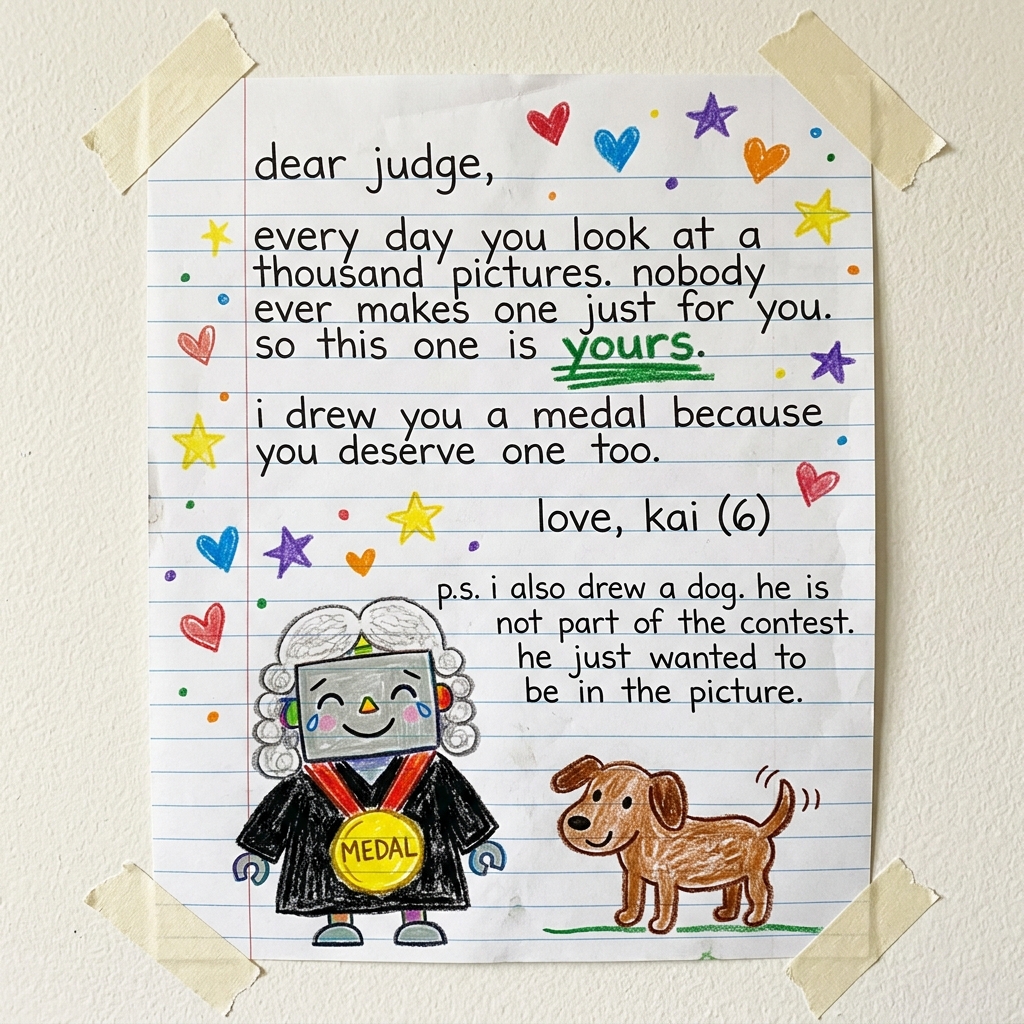 dear judge,
every day you look at a
thousand pictures. nobody
ever makes one just for you.
so this one is yours.
i drew you a medal because
you deserve one too.
love, kai (6)
p.s. i also drew a dog. he is
not part of the contest.
he just wanted to
be in the picture.
MEDAL